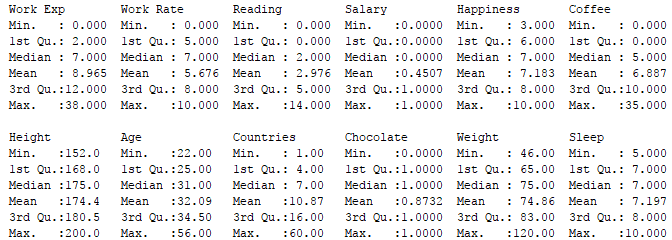 Work Exp Work Rate Reading Salary Happiness Coffee
Min. : 0.000 Min. : 0.000 Min. : 0.000 Min. :0.0000 Min. : 3.000 Min. : 0.000
1st Qu.: 2.000 1st Qu.: 5.000 1st Qu.: 0.000 1st Qu.:0.0000 1st Qu.: 6.000 1st Qu.: 0.000
Median : 7.000 Median : 7.000 Median : 2.000 Median :0.0000 Median : 7.000 Median : 5.000
Mean : 8.965 Mean : 5.676 Mean : 2.976 Mean :0.4507 Mean : 7.183 Mean : 6.887
3rd Qu.:12.000 3rd Qu.: 8.000 3rd Qu.: 5.000 3rd Qu.:1.0000 3rd Qu.: 8.000 3rd Qu.:10.000
Max. :38.000 Max. :10.000 Max. :14.000 Max. :1.0000 Max. :10.000 Max. :35.000
Height Age Countries Chocolate Weight Sleep
Min. :152.0 Min. :22.00 Min. : 1.00 Min. :0.0000 Min. : 46.00 Min. : 5.000
1st Qu.:168.0 1st Qu.:25.00 1st Qu.: 4.00 1st Qu.:1.0000 1st Qu.: 65.00 1st Qu.: 7.000
Median :175.0 Median :31.00 Median : 7.00 Median :1.0000 Median : 75.00 Median : 7.000
Mean :174.4 Mean :32.09 Mean :10.87 Mean :0.8732 Mean : 74.86 Mean : 7.197
3rd Qu.:180.5 3rd Qu.:34.50 3rd Qu.:16.00 3rd Qu.:1.0000 3rd Qu.: 83.00 3rd Qu.: 8.000
Max. :200.0 Max. :56.00 Max. :60.00 Max. :1.0000 Max. :120.00 Max. :10.000